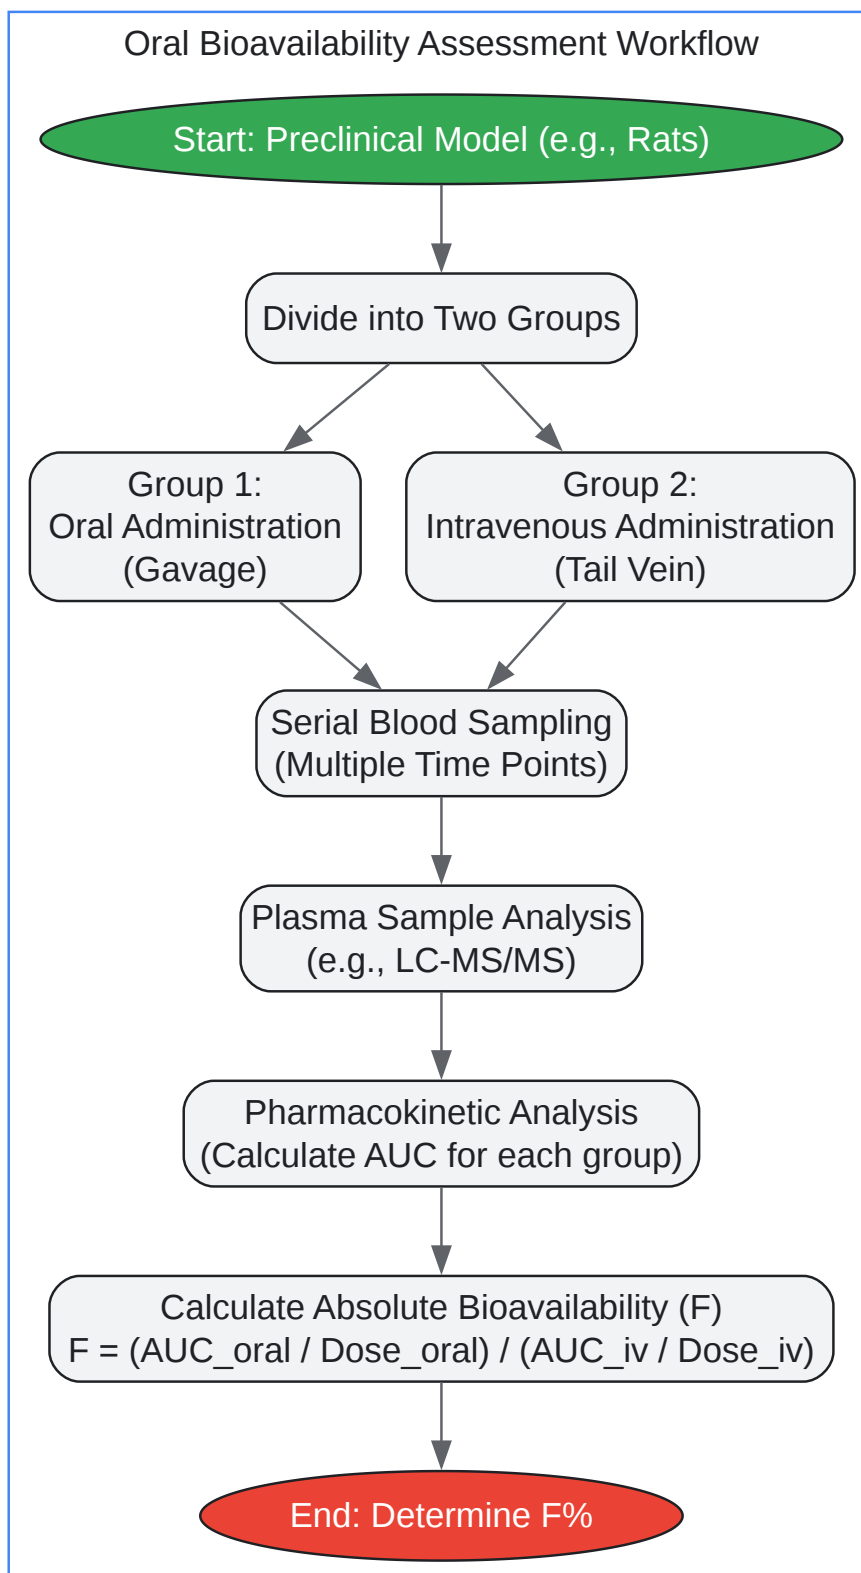 Oral Bioavailability Assessment Workflow
Start: Preclinical Model (e.g., Rats)
Divide into Two Groups
Group 1:
Oral Administration
(Gavage)
Group 2:
Intravenous Administration
(Tail Vein)
Serial Blood Sampling
(Multiple Time Points)
Plasma Sample Analysis
(e.g., LC-MS/MS)
Pharmacokinetic Analysis
(Calculate AUC for each group)
Calculate Absolute Bioavailability (F)
F = (AUC_oral / Dose_oral) / (AUC_iv / Dose_iv)
End: Determine F%